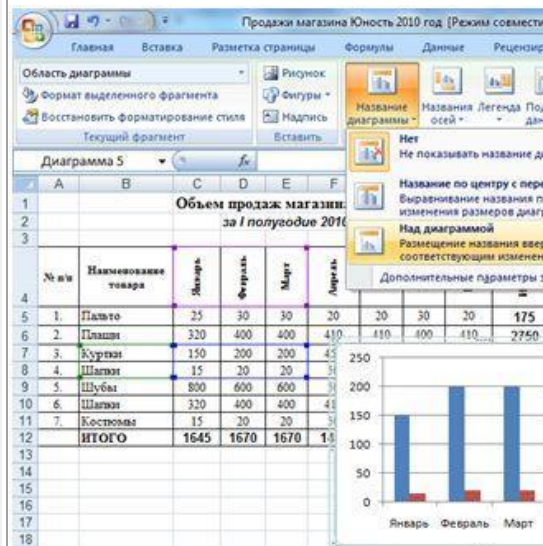 Продажи магазина Юность 2010 год [Режим совмести
Главная Вставка Разметка страницы Формулы Данные Рецензир
Область диаграммы
Формат выделенного фрагмента
Восстановить форматирование стиля
Текущий фрагмент
Рисунок
Фигуры
Надпись
Вставить
Название диаграммы
Названия осей
Легенда
Нет
Не показывать название д
Название по центру с пере
Выравнивание названия п
изменения размеров диаг
Над диаграммой
Размещение названия ввер
соответствующим изменен
Дополнительные параметры з
Диаграмма 5 fx
A B C D E F
1 Объем продаж магазин
2 за I полугодие 2010
3
4 № п/п Наименование товара Январь Февраль Март Апрель
5 1. Пальто 25 30 30 20 20 30 20 175
6 2. Плащи 320 400 400 410 410 400 410 2750
7 3. Куртки 150 200 200
8 4. Шапки 15 20 20
9 5. Шубы 800 600 600
10 6. Шапки 320 400 400
11 7. Костюмы 15 20 20
12 ИТОГО 1645 1670 1670
13
14
15
16
17
18
250
200
150
100
50
0
Январь Февраль Март